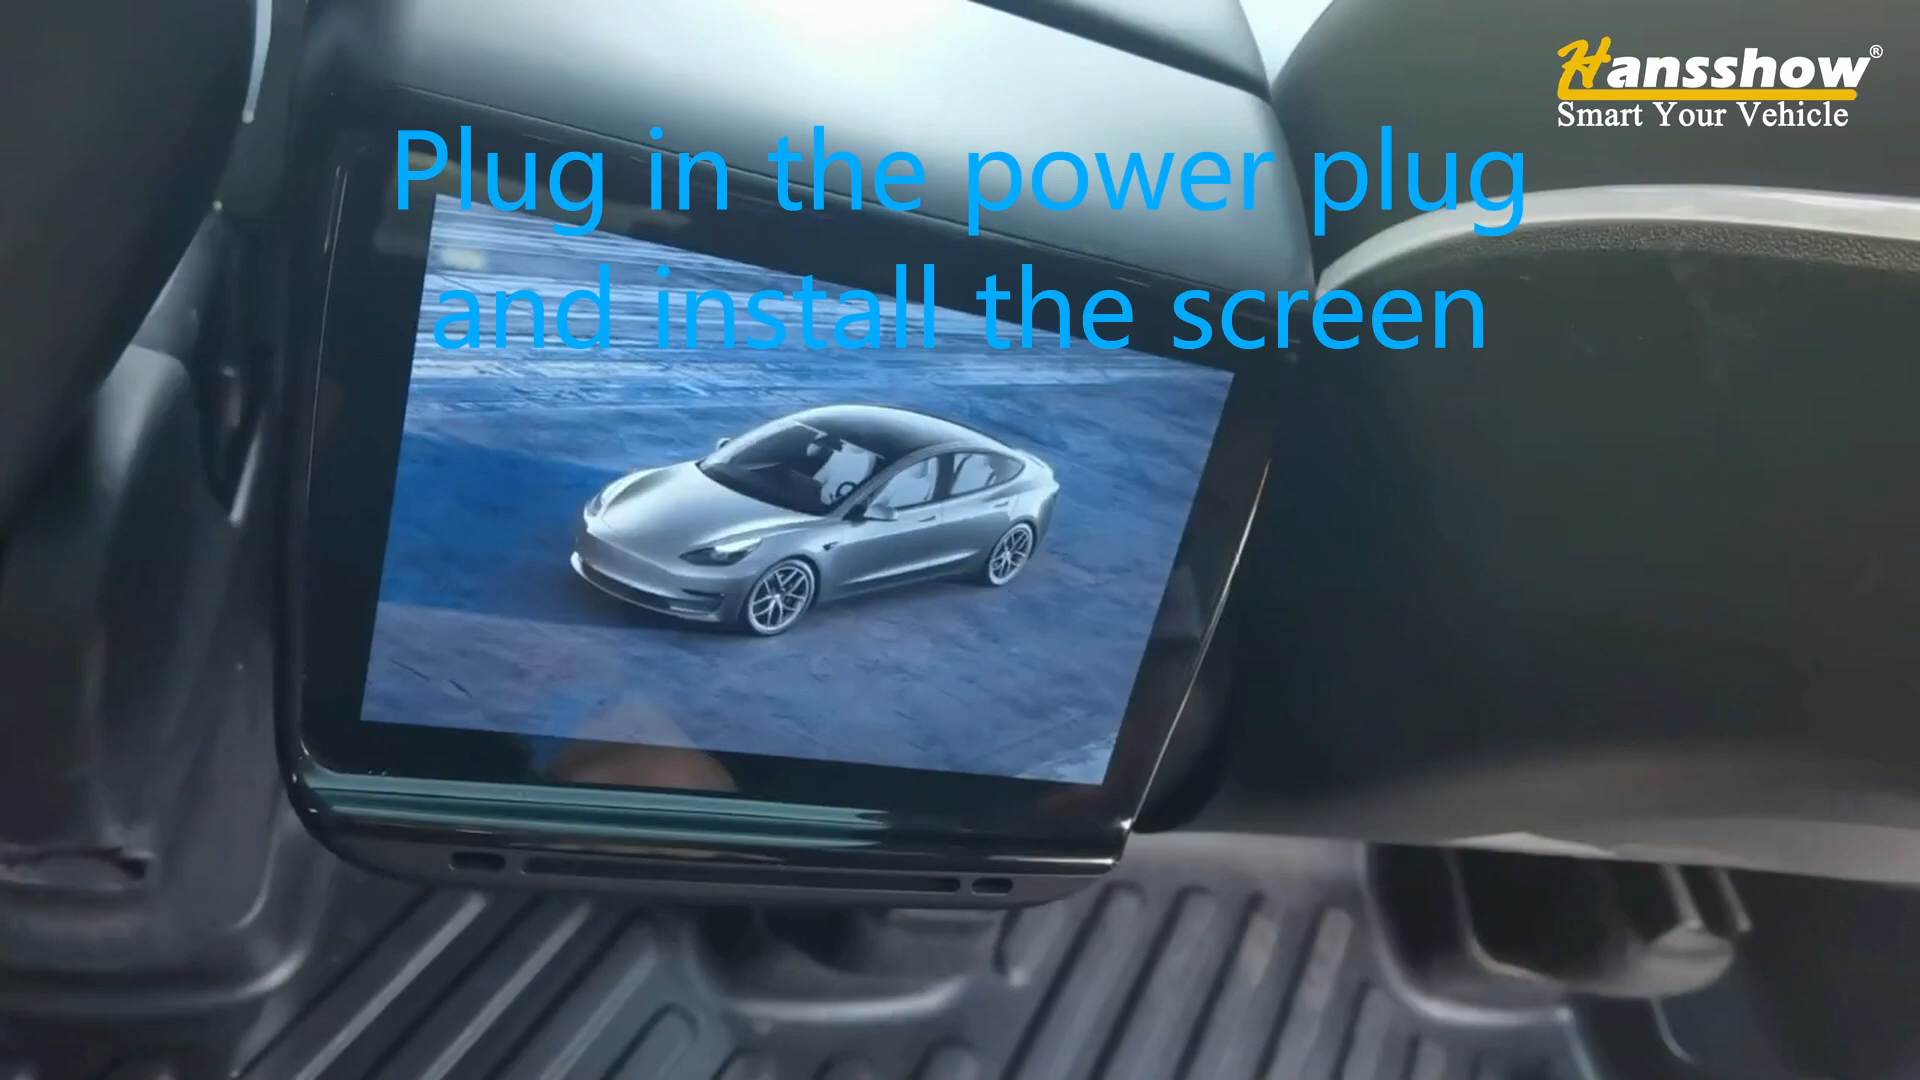 Hansshow®
Smart Your Vehicle
Plug in the power plug
and install the screen